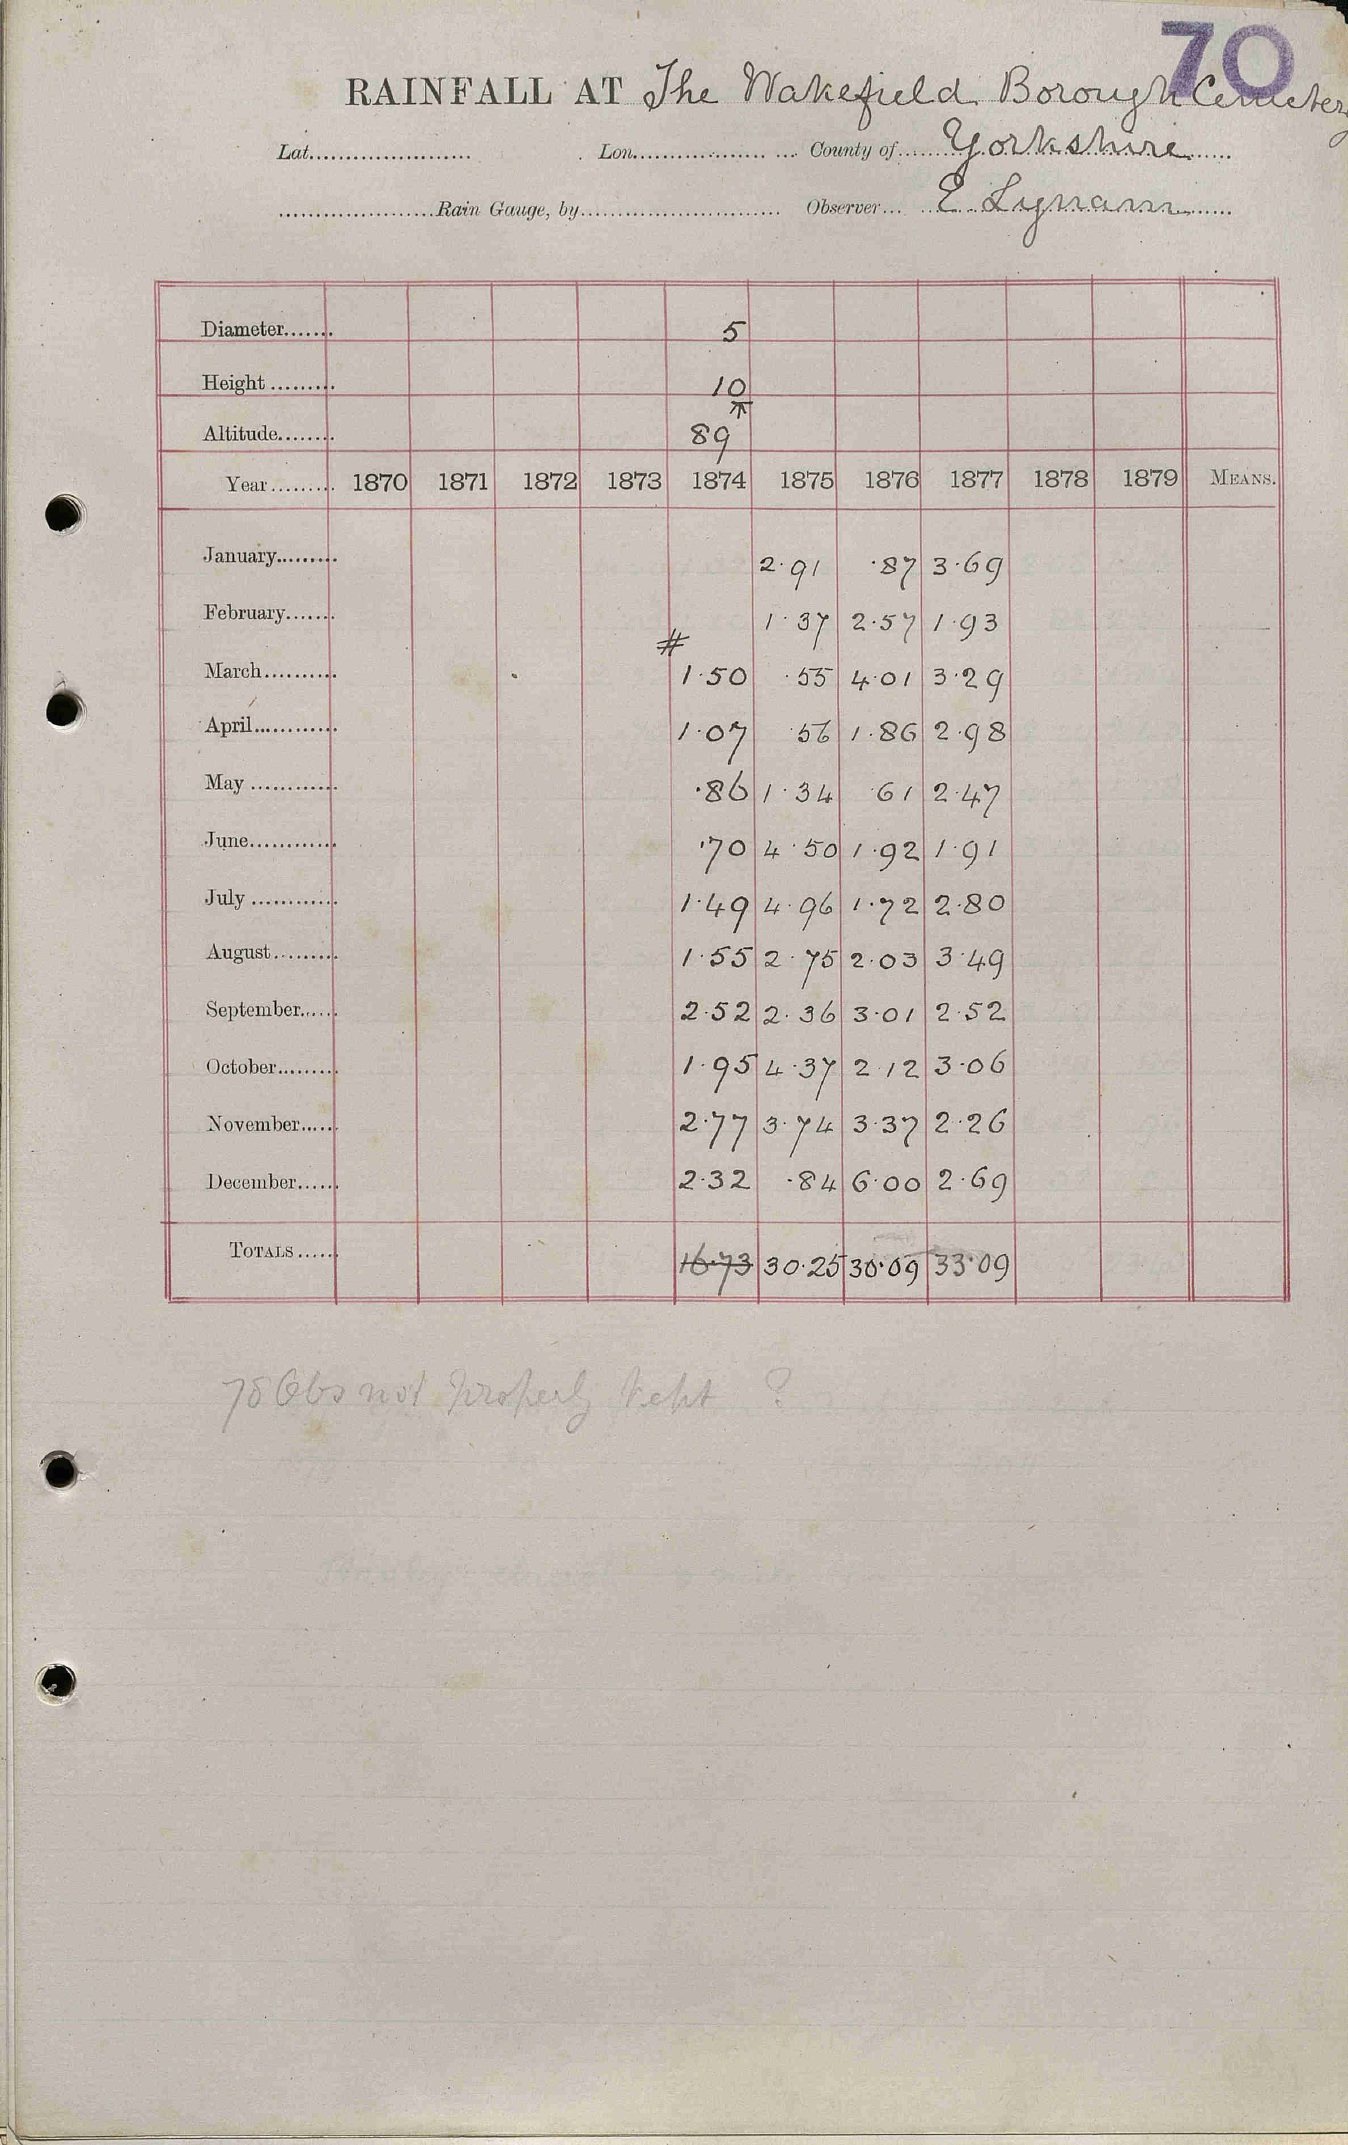 70
RAINFALL AT The Wakefield Borough Cemetery
Lat. Lon. County of Yorkshire
Rain Gauge, by Observer E Lynam
Diameter 5
Height 10
Altitude 89
Year 1870 1871 1872 1873 1874 1875 1876 1877 1878 1879 MEANS.
January 2.91 .87 3.69
February 1.37 2.57 1.93
#
March 1.50 .55 4.01 3.29
April 1.07 .56 1.86 2.98
May .86 1.34 .61 2.47
June .70 4.50 1.92 1.91
July 1.49 4.96 1.72 2.80
August 1.55 2.75 2.03 3.49
September 2.52 2.36 3.01 2.52
October 1.95 4.37 2.12 3.06
November 2.77 3.74 3.37 2.26
December 2.32 .84 6.00 2.69
TOTALS 16.73 30.25 30.09 33.09
78 Obs not properly kept ?